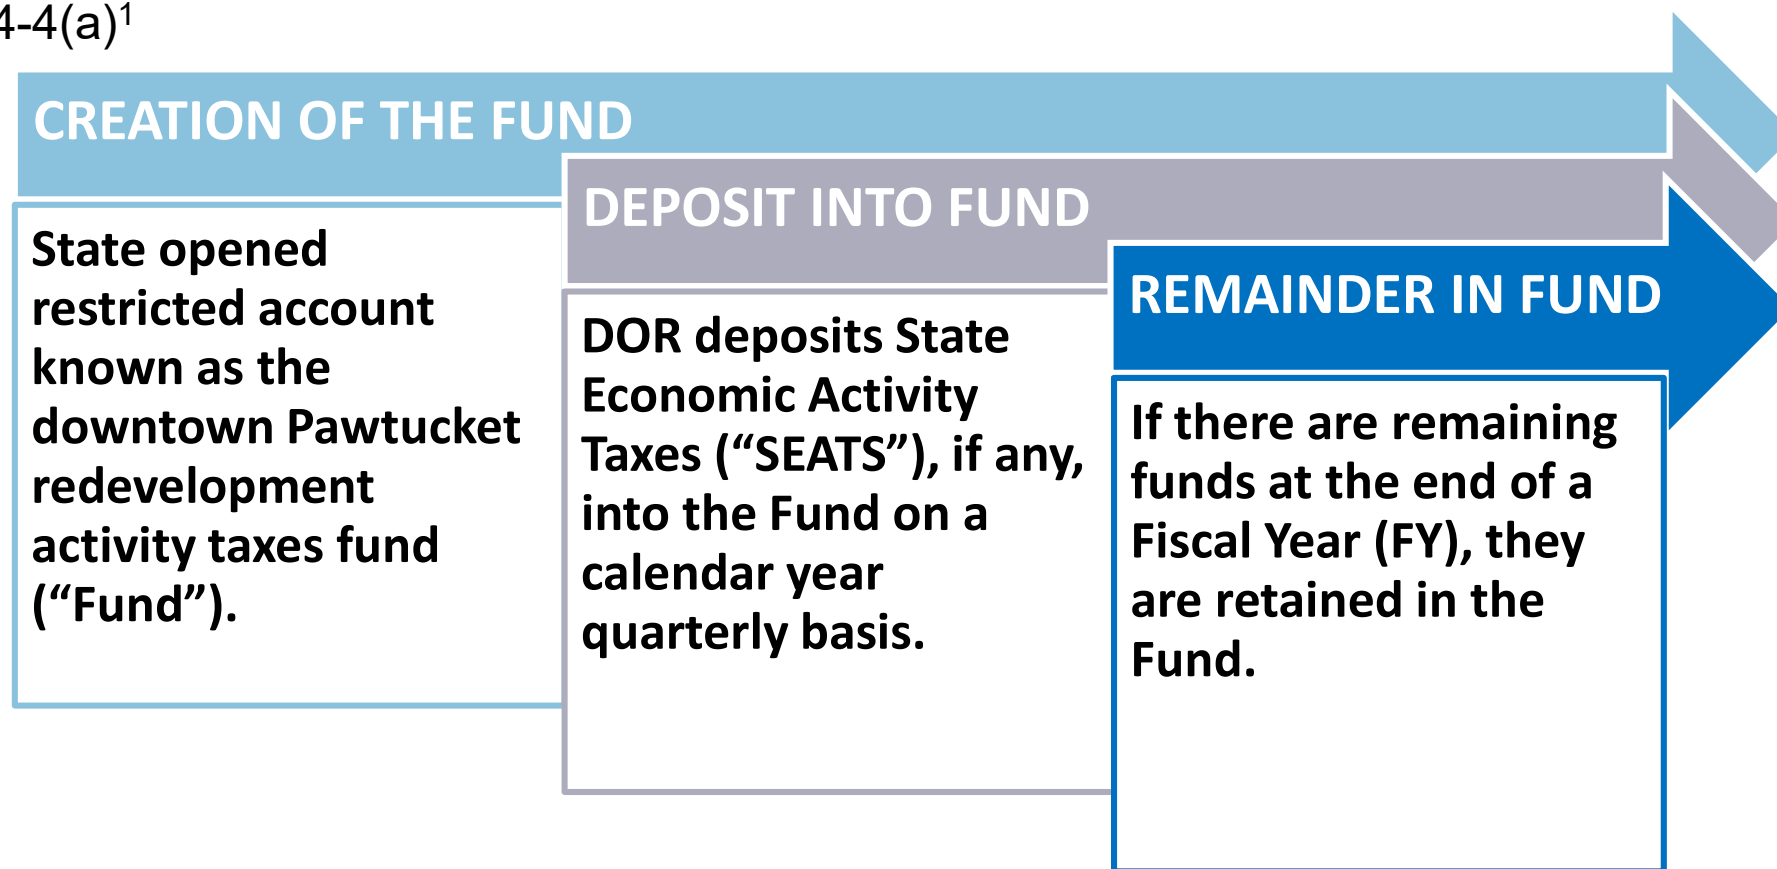 4-4(a)¹
CREATION OF THE FUND
State opened
restricted account
known as the
downtown Pawtucket
redevelopment
activity taxes fund
(“Fund”).
DEPOSIT INTO FUND
DOR deposits State
Economic Activity
Taxes (“SEATS”), if any,
into the Fund on a
calendar year
quarterly basis.
REMAINDER IN FUND
If there are remaining
funds at the end of a
Fiscal Year (FY), they
are retained in the
Fund.